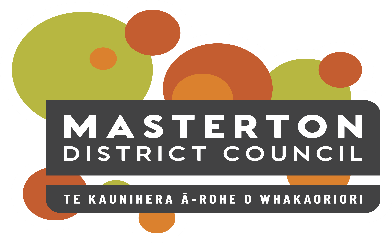 MASTERTON
DISTRICT COUNCIL
TE KAUNIHERA Ā-ROHE O WHAKAORIORI